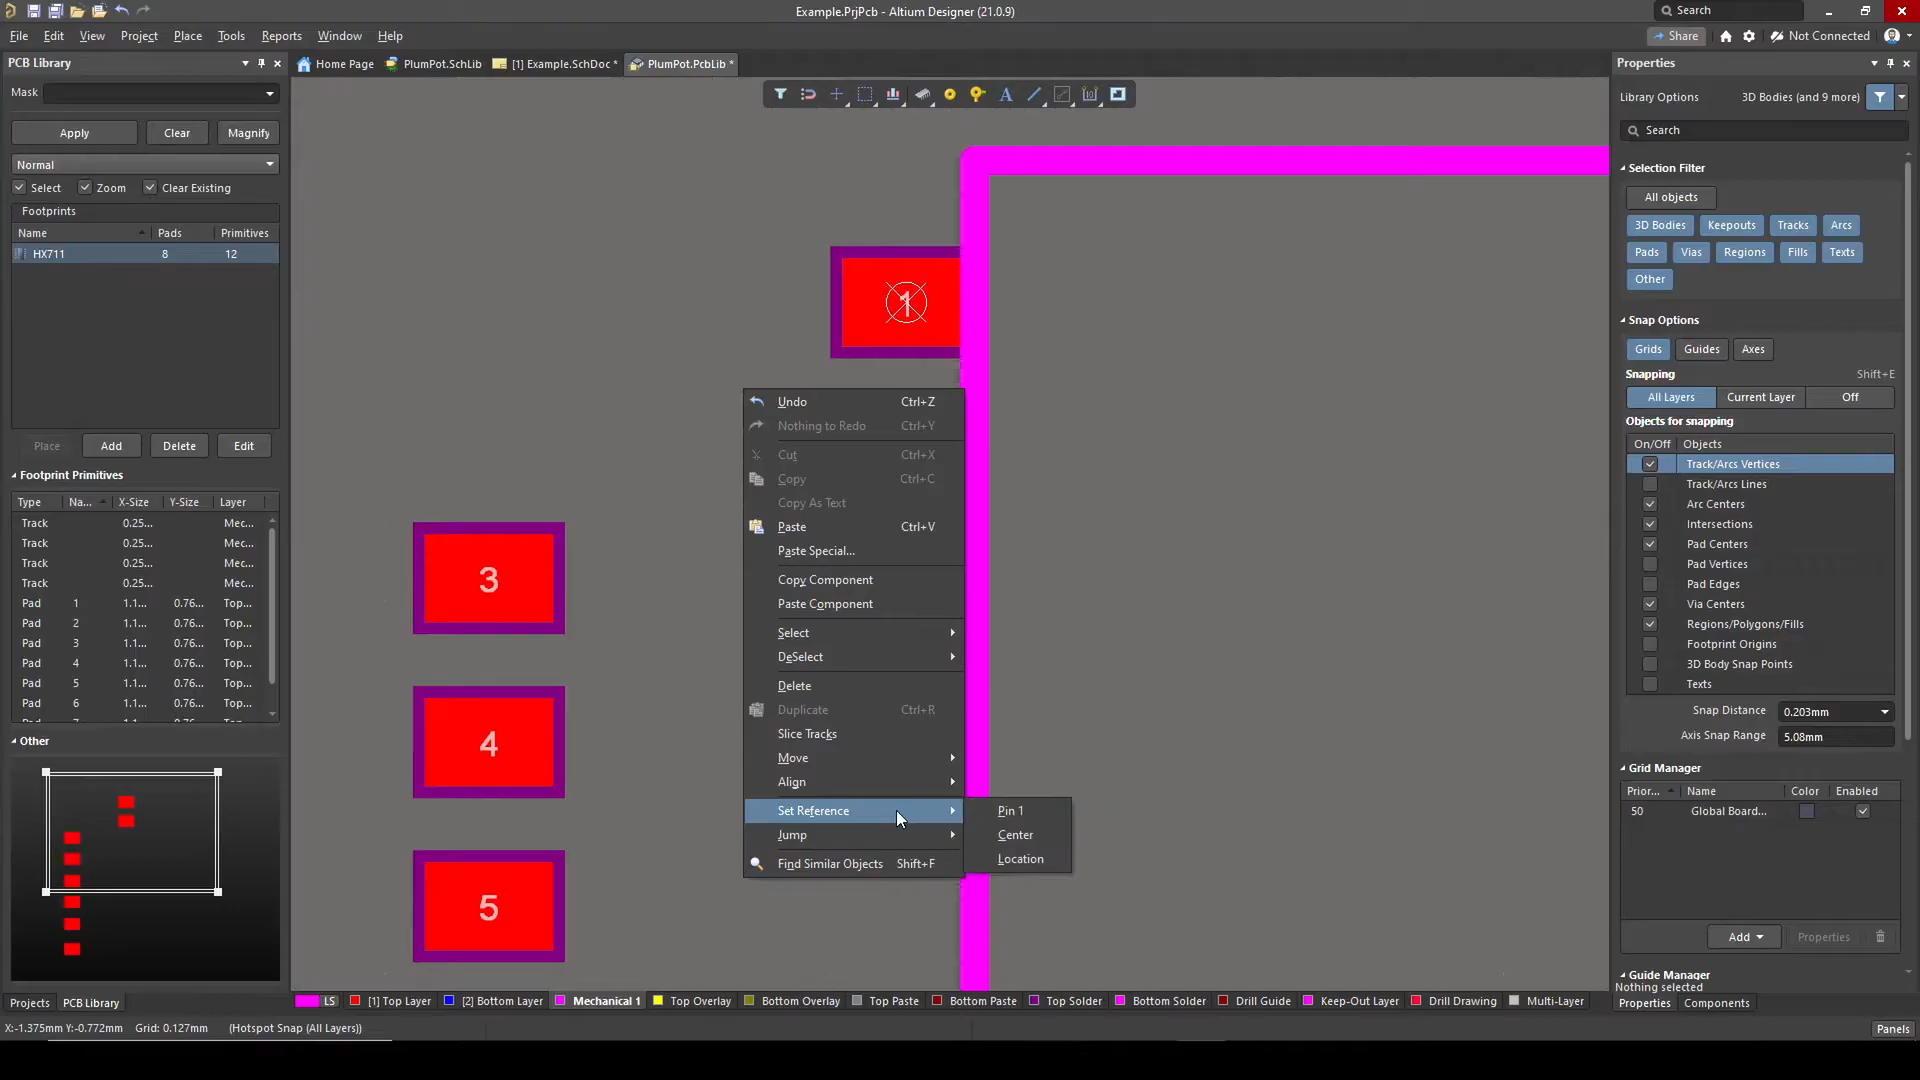 Example.PrjPcb - Altium Designer (21.0.9)
Search
File Edit View Project Place Tools Reports Window Help
Share
Not Connected
PCB Library
Home Page
PlumPot.SchLib
[1] Example.SchDoc *
PlumPot.PcbLib *
Properties
Mask
Library Options
3D Bodies (and 9 more)
Apply
Clear
Magnify
Search
Normal
Select
Zoom
Clear Existing
Footprints
Name Pads Primitives
HX711 8 12
Place
Add
Delete
Edit
Footprint Primitives
Type Na... X-Size Y-Size Layer
Track 0.25... Mec...
Track 0.25... Mec...
Track 0.25... Mec...
Track 0.25... Mec...
Pad 1 1.1... 0.76... Top...
Pad 2 1.1... 0.76... Top...
Pad 3 1.1... 0.76... Top...
Pad 4 1.1... 0.76... Top...
Pad 5 1.1... 0.76... Top...
Pad 6 1.1... 0.76... Top...
Other
Projects
PCB Library
1
3
4
5
Undo Ctrl+Z
Nothing to Redo Ctrl+Y
Cut Ctrl+X
Copy Ctrl+C
Copy As Text
Paste Ctrl+V
Paste Special...
Copy Component
Paste Component
Select
DeSelect
Delete
Duplicate Ctrl+R
Slice Tracks
Move
Align
Set Reference
Jump
Find Similar Objects Shift+F
Pin 1
Center
Location
Selection Filter
All objects
3D Bodies Keepouts Tracks Arcs
Pads Vias Regions Fills Texts
Other
Snap Options
Grids Guides Axes
Snapping Shift+E
All Layers Current Layer Off
Objects for snapping
On/Off Objects
Track/Arcs Vertices
Track/Arcs Lines
Arc Centers
Intersections
Pad Centers
Pad Vertices
Pad Edges
Via Centers
Regions/Polygons/Fills
Footprint Origins
3D Body Snap Points
Texts
Snap Distance 0.203mm
Axis Snap Range 5.08mm
Grid Manager
Prior... Name Color Enabled
50 Global Board...
Add
Properties
Guide Manager
Nothing selected
Properties
Components
LS
[1] Top Layer
[2] Bottom Layer
Mechanical 1
Top Overlay
Bottom Overlay
Top Paste
Bottom Paste
Top Solder
Bottom Solder
Drill Guide
Keep-Out Layer
Drill Drawing
Multi-Layer
X:-1.375mm Y:-0.772mm Grid: 0.127mm (Hotspot Snap (All Layers))
Panels